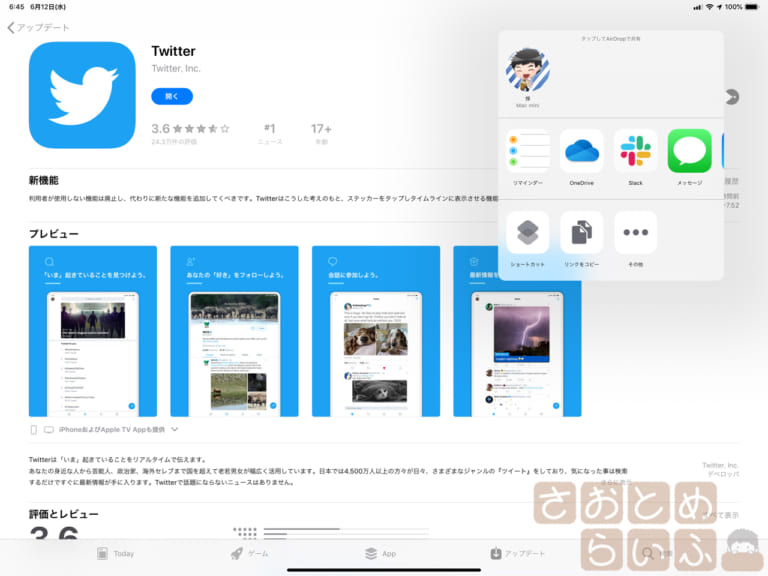 6:45 6月12日(水)
100%
アップデート
Twitter
Twitter, Inc.
開く
3.6
24.3万件の評価
#1
ニュース
17+
年齢
タップしてAirDropで共有
Mac mini
リマインダー
OneDrive
Slack
メッセージ
ショートカット
リンクをコピー
その他
新機能
履歴
利用者が使用しない機能は廃止し、代わりに新たな機能を追加してくべきです。Twitterはこうした考えのもと、ステッカーをタップしタイムラインに表示させる機能
7.52
プレビュー
「いま」起きていることを見つけよう。
あなたの「好き」をフォローしよう。
会話に参加しよう。
最新情報を
iPhoneおよびApple TV Appも提供
Twitterは「いま」起きていることをリアルタイムで伝えます。
あなたの身近な人から芸能人、政治家、海外セレブまで国を超えて老若男女が幅広く活用しています。日本では4,500万人以上の方々が日々、さまざまなジャンルの『ツイート』をしており、気になった事は検索
するだけですぐに最新情報が手に入ります。Twitterで話題にならないニュースはありません。
さらに表示
Twitter, Inc.
デベロッパ
評価とレビュー
すべて表示
3.6
Today
ゲーム
App
アップデート
さおとめ
らいふ